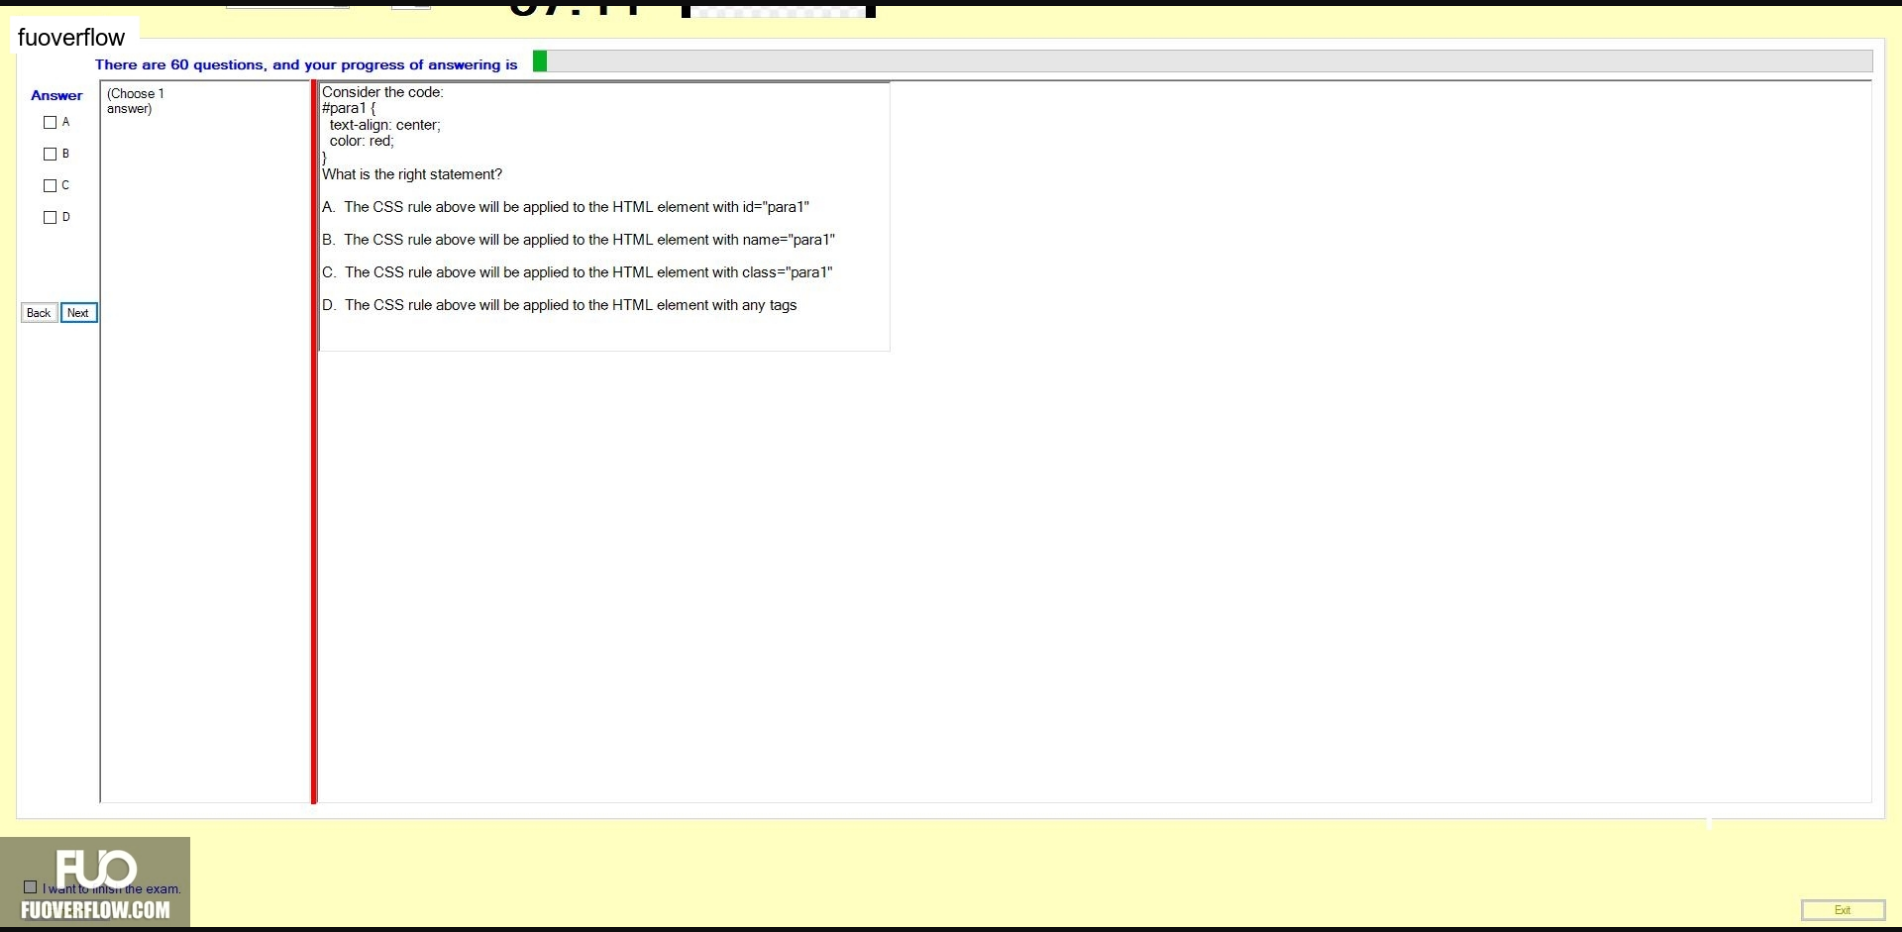 fuoverflow
There are 60 questions, and your progress of answering is
Answer
(Choose 1
answer)
A
B
C
D
Back Next
Consider the code:
#para1 {
text-align: center;
color: red;
}
What is the right statement?
A. The CSS rule above will be applied to the HTML element with id="para1"
B. The CSS rule above will be applied to the HTML element with name="para1"
C. The CSS rule above will be applied to the HTML element with class="para1"
D. The CSS rule above will be applied to the HTML element with any tags
FUO
I want to finish the exam.
FUOVERFLOW.COM
Exit